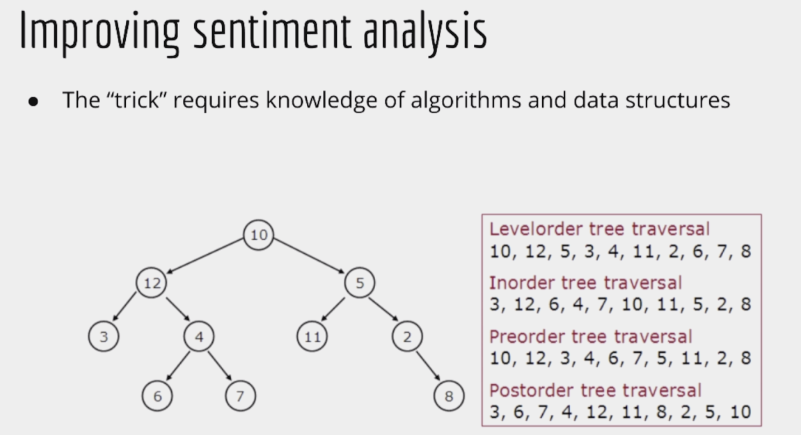 Improving sentiment analysis
● The “trick” requires knowledge of algorithms and data structures
10
12
5
3
4
11
2
6
7
8
Levelorder tree traversal
10, 12, 5, 3, 4, 11, 2, 6, 7, 8
Inorder tree traversal
3, 12, 6, 4, 7, 10, 11, 5, 2, 8
Preorder tree traversal
10, 12, 3, 4, 6, 7, 5, 11, 2, 8
Postorder tree traversal
3, 6, 7, 4, 12, 11, 8, 2, 5, 10